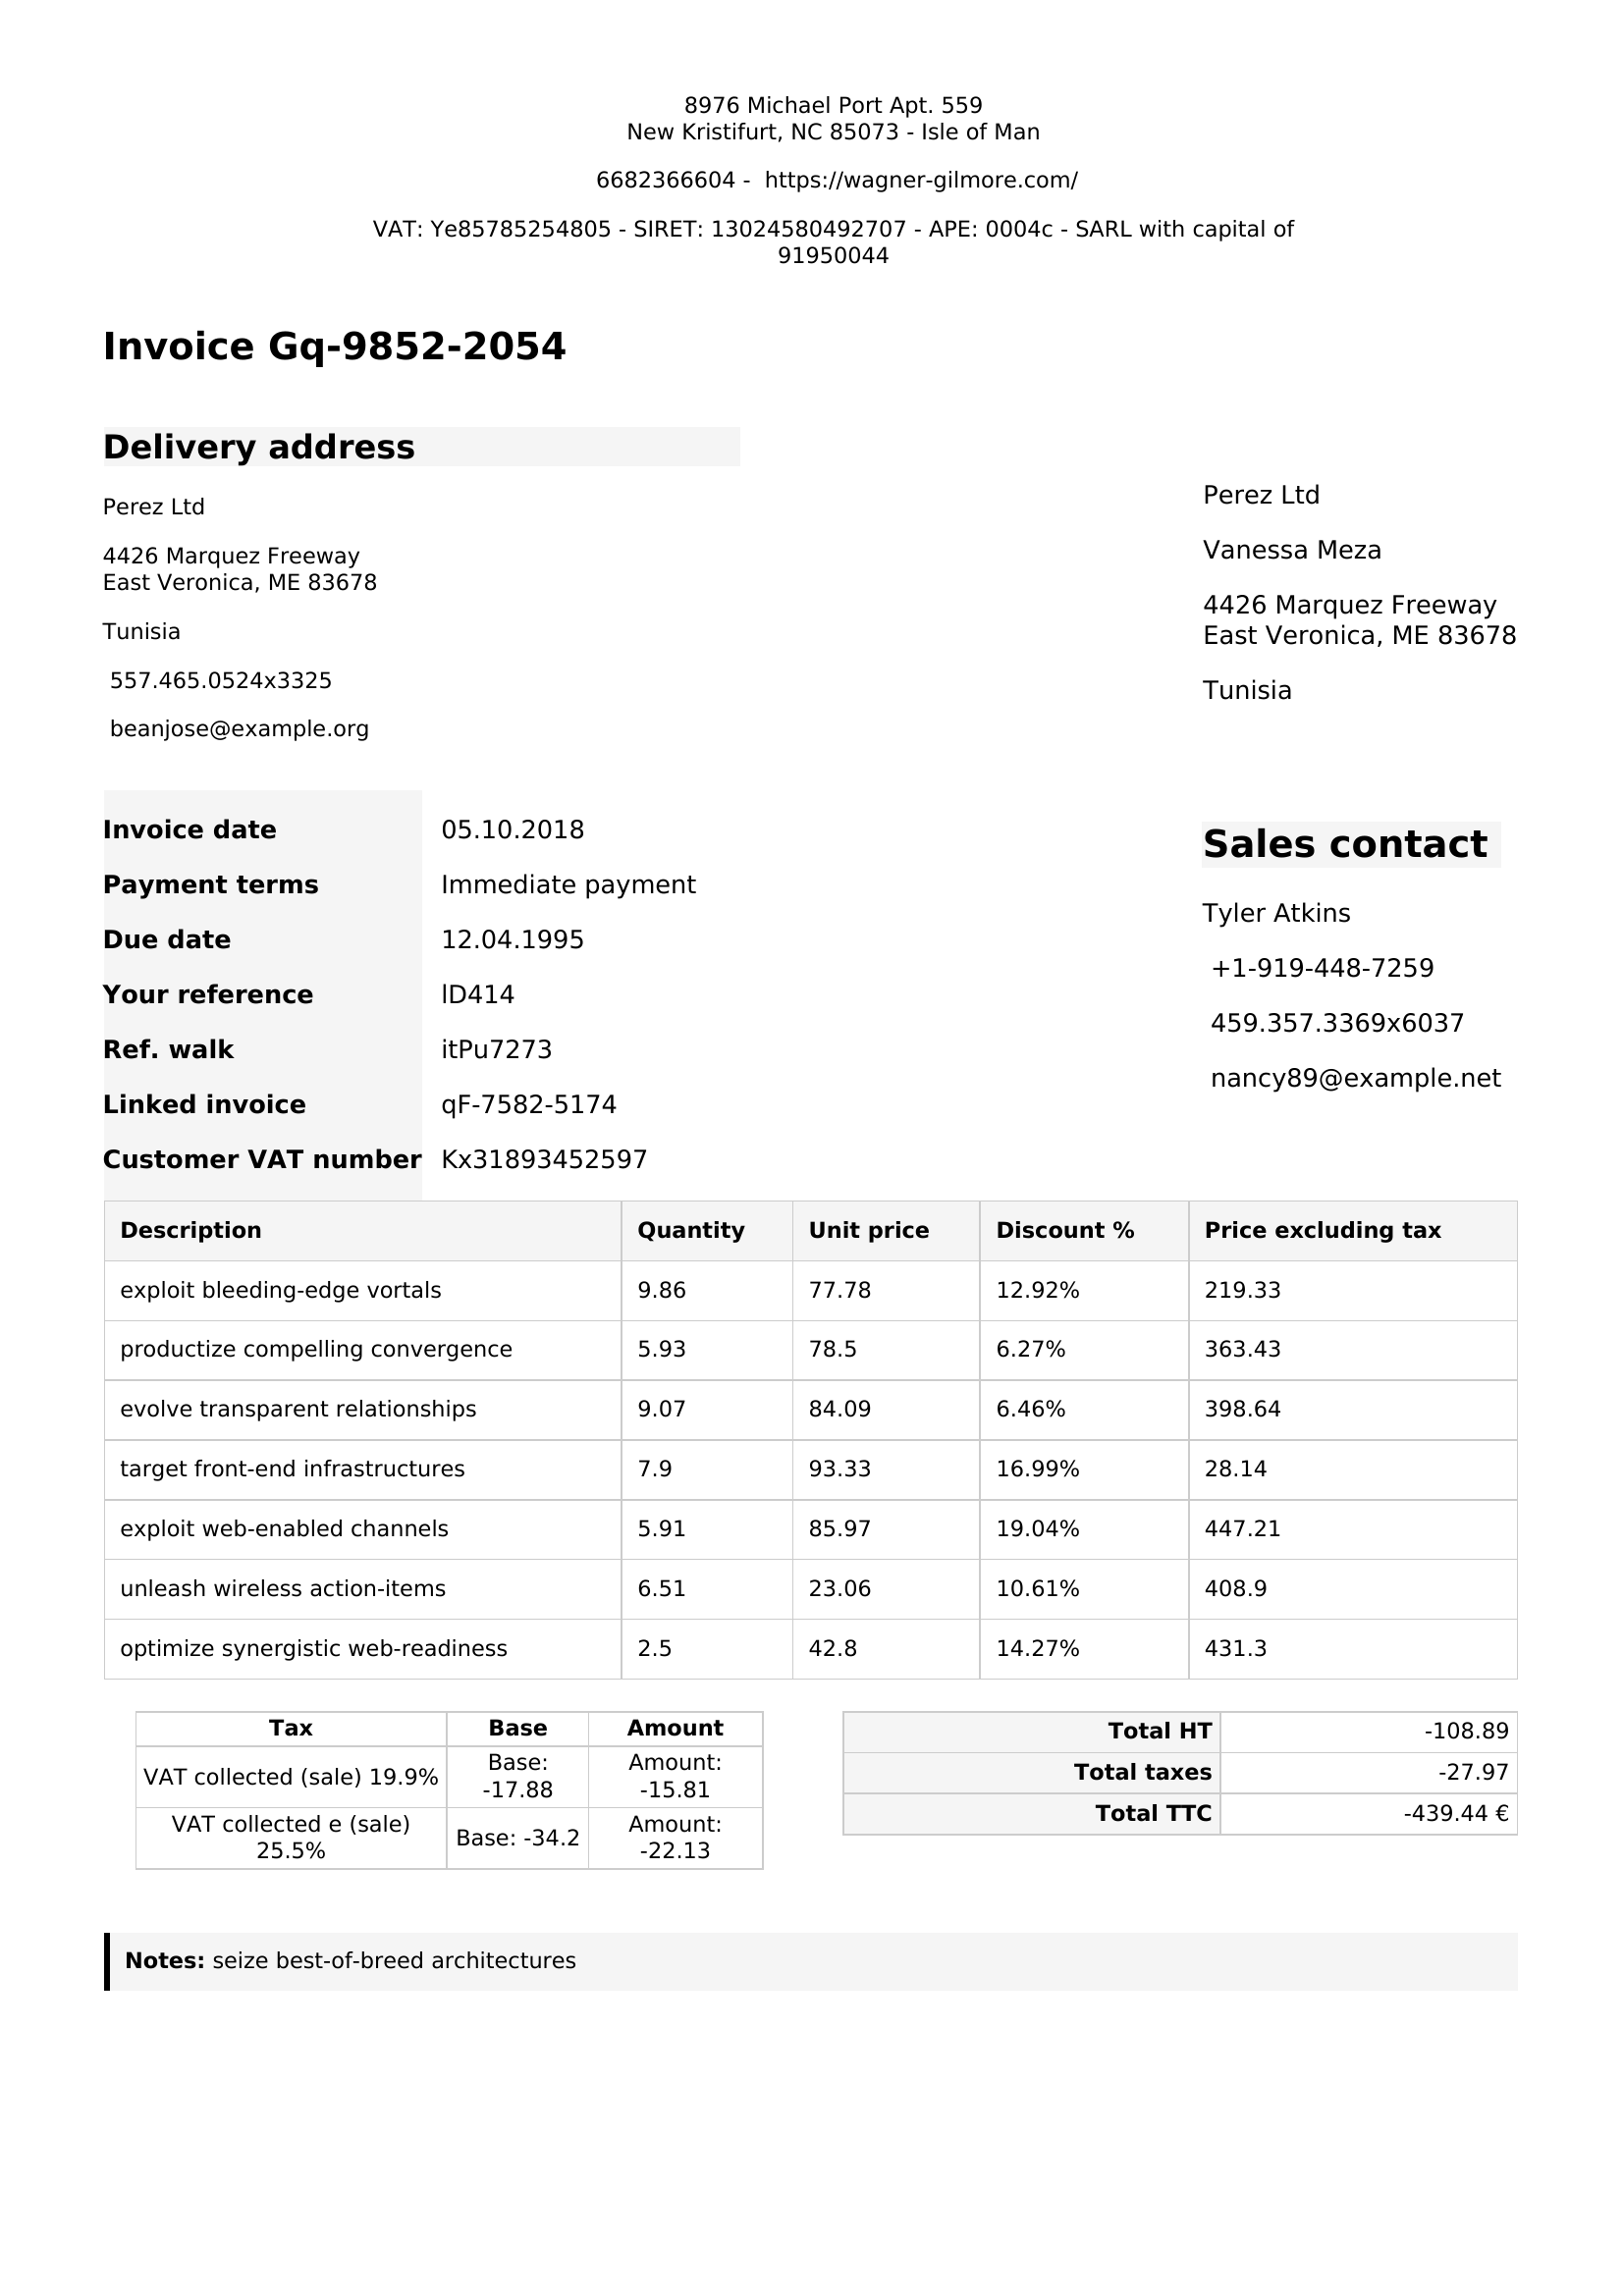 8976 Michael Port Apt. 559
New Kristifurt, NC 85073 - Isle of Man
6682366604 - https://wagner-gilmore.com/
VAT: Ye85785254805 - SIRET: 13024580492707 - APE: 0004c - SARL with capital of
91950044
Invoice Gq-9852-2054
Delivery address
Perez Ltd
4426 Marquez Freeway
East Veronica, ME 83678
Tunisia
557.465.0524x3325
beanjose@example.org
Perez Ltd
Vanessa Meza
4426 Marquez Freeway
East Veronica, ME 83678
Tunisia
Invoice date 05.10.2018
Payment terms Immediate payment
Due date 12.04.1995
Your reference lD414
Ref. walk itPu7273
Linked invoice qF-7582-5174
Customer VAT number Kx31893452597
Sales contact
Tyler Atkins
+1-919-448-7259
459.357.3369x6037
nancy89@example.net
Description Quantity Unit price Discount % Price excluding tax
exploit bleeding-edge vortals 9.86 77.78 12.92% 219.33
productize compelling convergence 5.93 78.5 6.27% 363.43
evolve transparent relationships 9.07 84.09 6.46% 398.64
target front-end infrastructures 7.9 93.33 16.99% 28.14
exploit web-enabled channels 5.91 85.97 19.04% 447.21
unleash wireless action-items 6.51 23.06 10.61% 408.9
optimize synergistic web-readiness 2.5 42.8 14.27% 431.3
Tax Base Amount
VAT collected (sale) 19.9% Base: -17.88 Amount: -15.81
VAT collected e (sale) 25.5% Base: -34.2 Amount: -22.13
Total HT -108.89
Total taxes -27.97
Total TTC -439.44 €
Notes: seize best-of-breed architectures